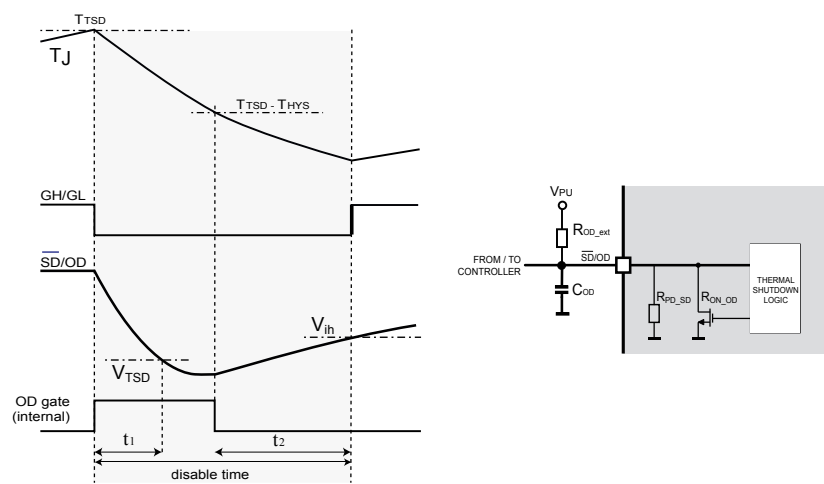 TTSD
TJ
TTSD - THYS
GH/GL
SD/OD
Vih
VTSD
OD gate
(internal)
t1
t2
disable time
VPU
ROD_ext
FROM / TO
CONTROLLER
SD/OD
COD
RPD_SD
RON_OD
THERMAL
SHUTDOWN
LOGIC